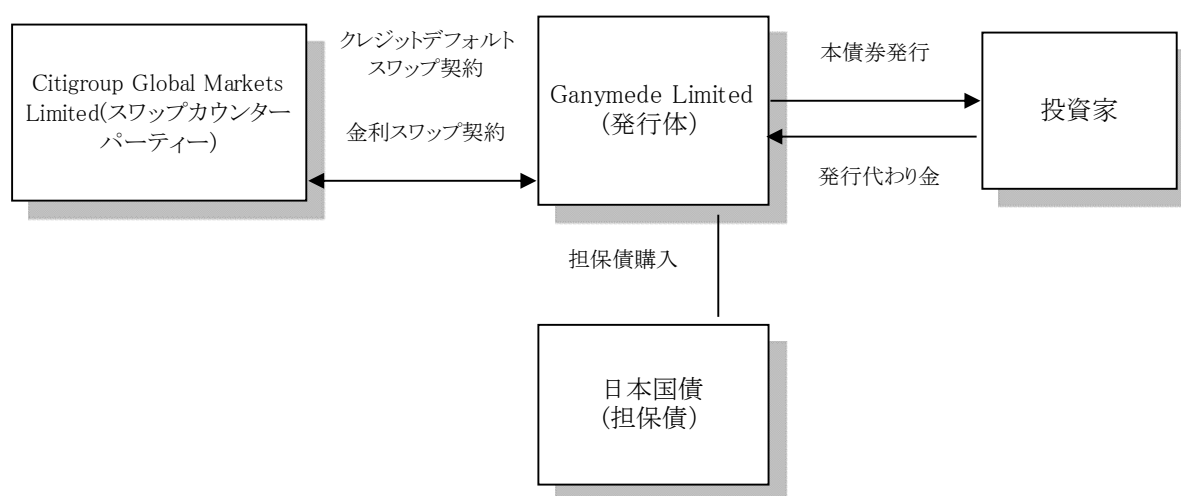 Citigroup Global Markets
Limited(スワップカウンター
パーティー)
クレジットデフォルト
スワップ契約
金利スワップ契約
Ganymede Limited
(発行体)
本債券発行
発行代わり金
投資家
担保債購入
日本国債
(担保債)